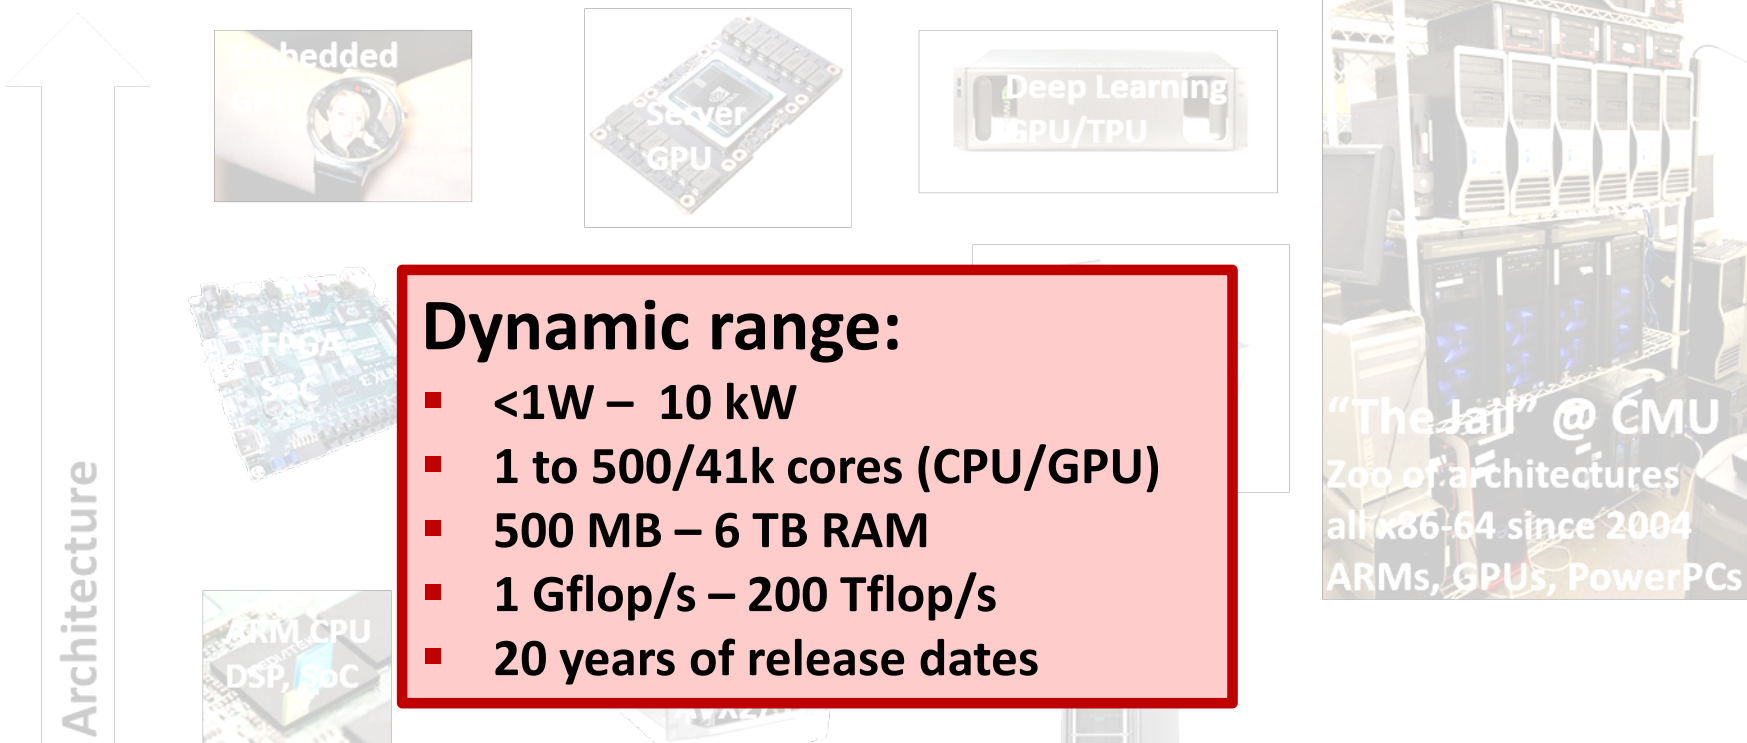 Embedded
GPU
Server
GPU
Deep Learning
GPU/TPU
FPGA
SoC
Dynamic range:
<1W – 10 kW
1 to 500/41k cores (CPU/GPU)
500 MB – 6 TB RAM
1 Gflop/s – 200 Tflop/s
20 years of release dates
"The Jail" @ CMU
Zoo of architectures
all x86-64 since 2004
ARMs, GPUs, PowerPCs
ARM CPU
DSP, SoC
Architecture